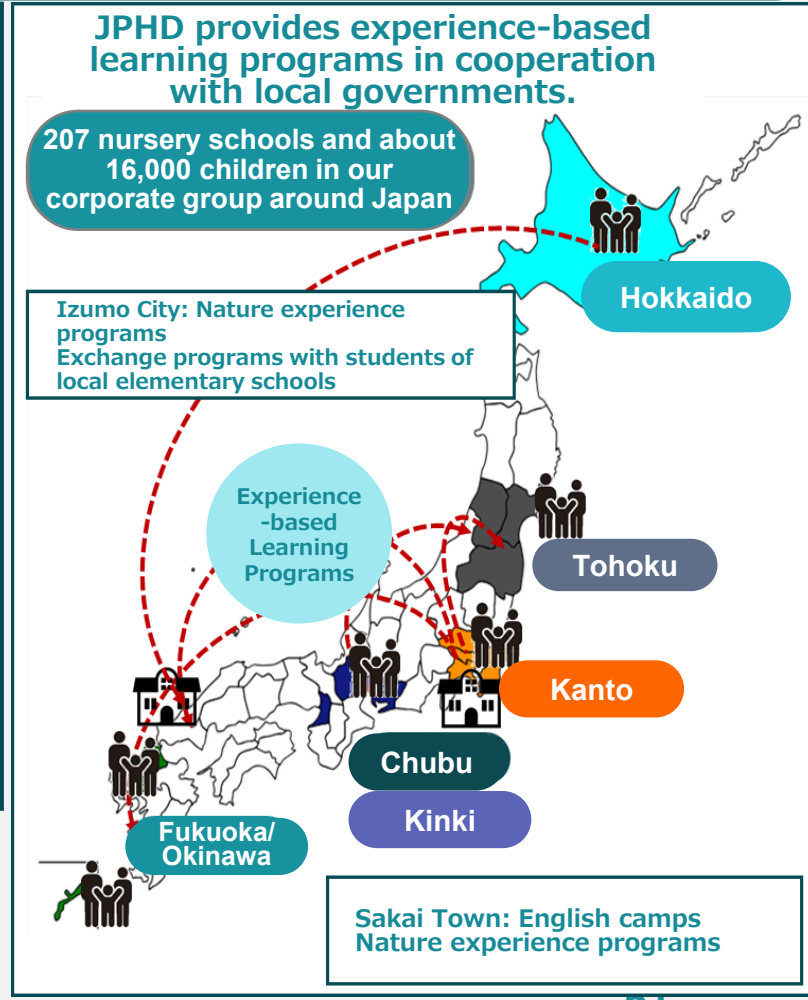 JPHD provides experience-based
learning programs in cooperation
with local governments.
207 nursery schools and about
16,000 children in our
corporate group around Japan
Hokkaido
Izumo City: Nature experience
programs
Exchange programs with students of
local elementary schools
Experience
-based
Learning
Programs
Tohoku
Kanto
Chubu
Kinki
Fukuoka/
Okinawa
Sakai Town: English camps
Nature experience programs